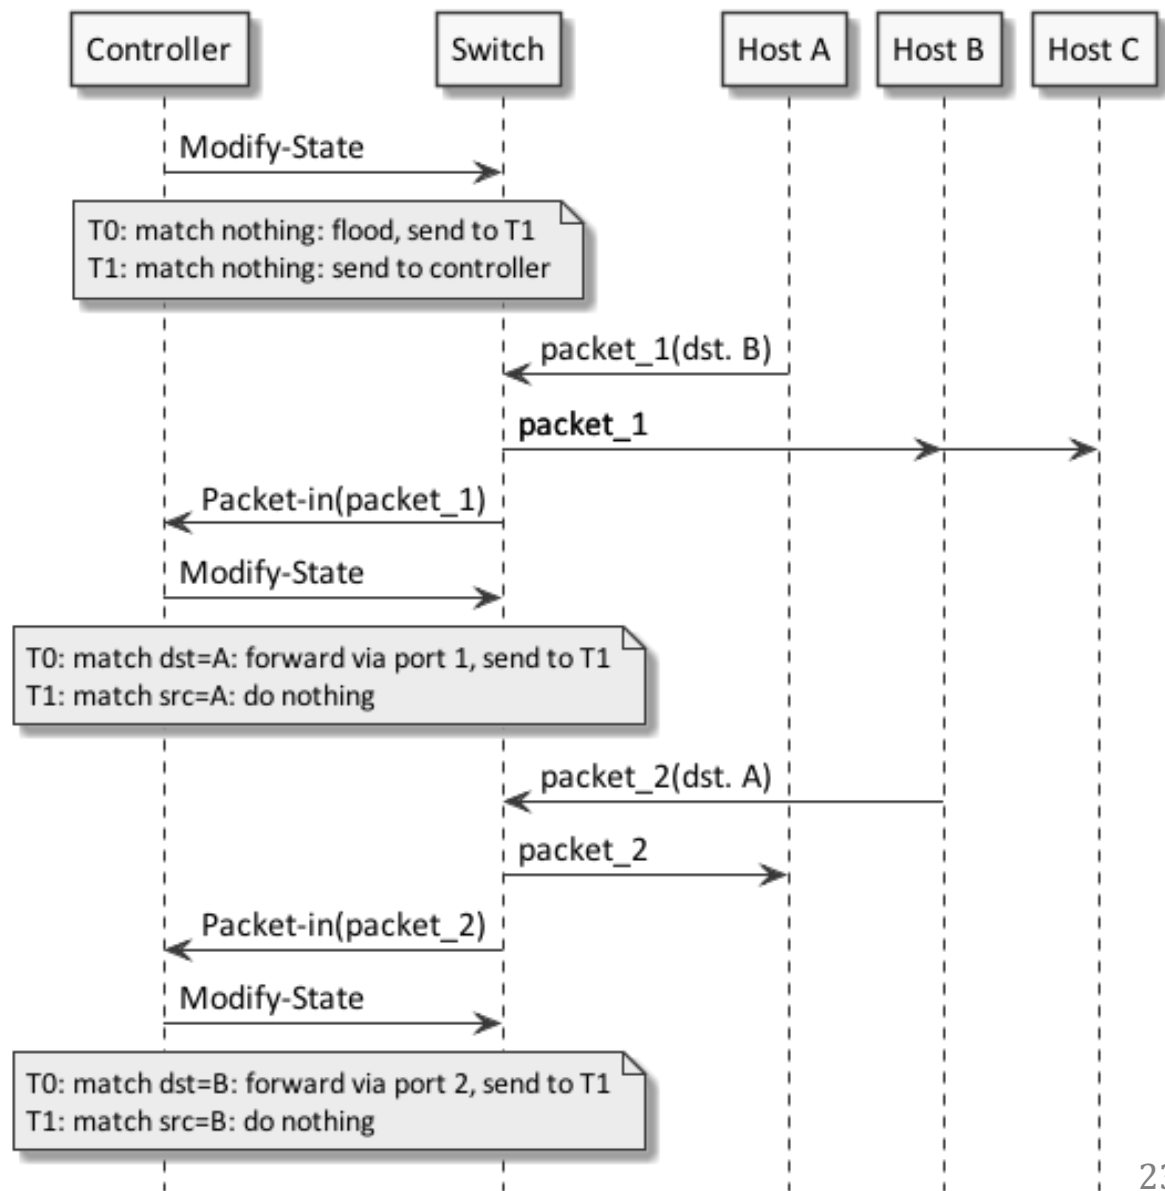 Controller
Switch
Host A
Host B
Host C
Modify-State
T0: match nothing: flood, send to T1
T1: match nothing: send to controller
packet_1(dst. B)
packet_1
Packet-in(packet_1)
Modify-State
T0: match dst=A: forward via port 1, send to T1
T1: match src=A: do nothing
packet_2(dst. A)
packet_2
Packet-in(packet_2)
Modify-State
T0: match dst=B: forward via port 2, send to T1
T1: match src=B: do nothing
23